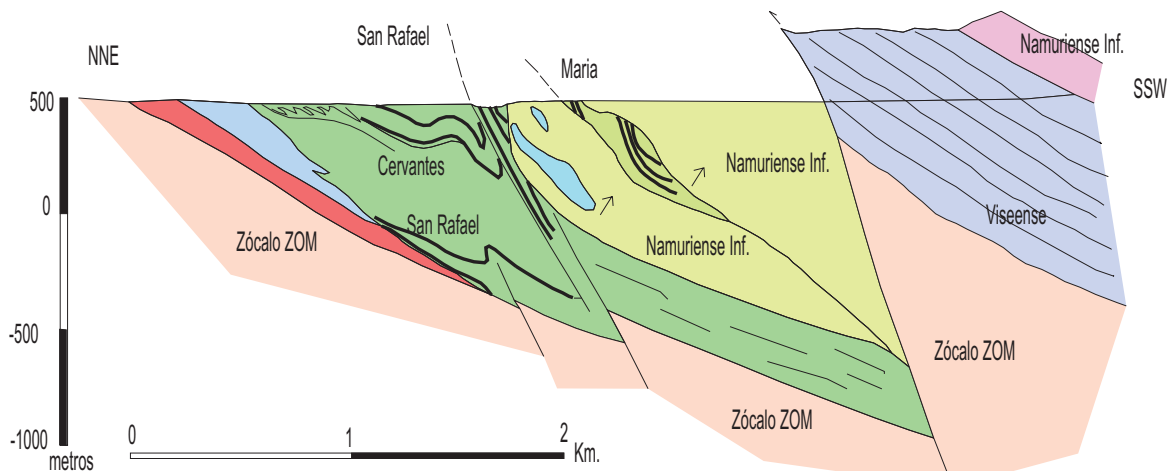 San Rafael
NNE
Maria
Namuriense Inf.
SSW
500
Cervantes
Namuriense Inf.
0
San Rafael
Viseense
Zócalo ZOM
Namuriense Inf.
-500
Zócalo ZOM
Zócalo ZOM
-1000
metros
0
1
2
Km.